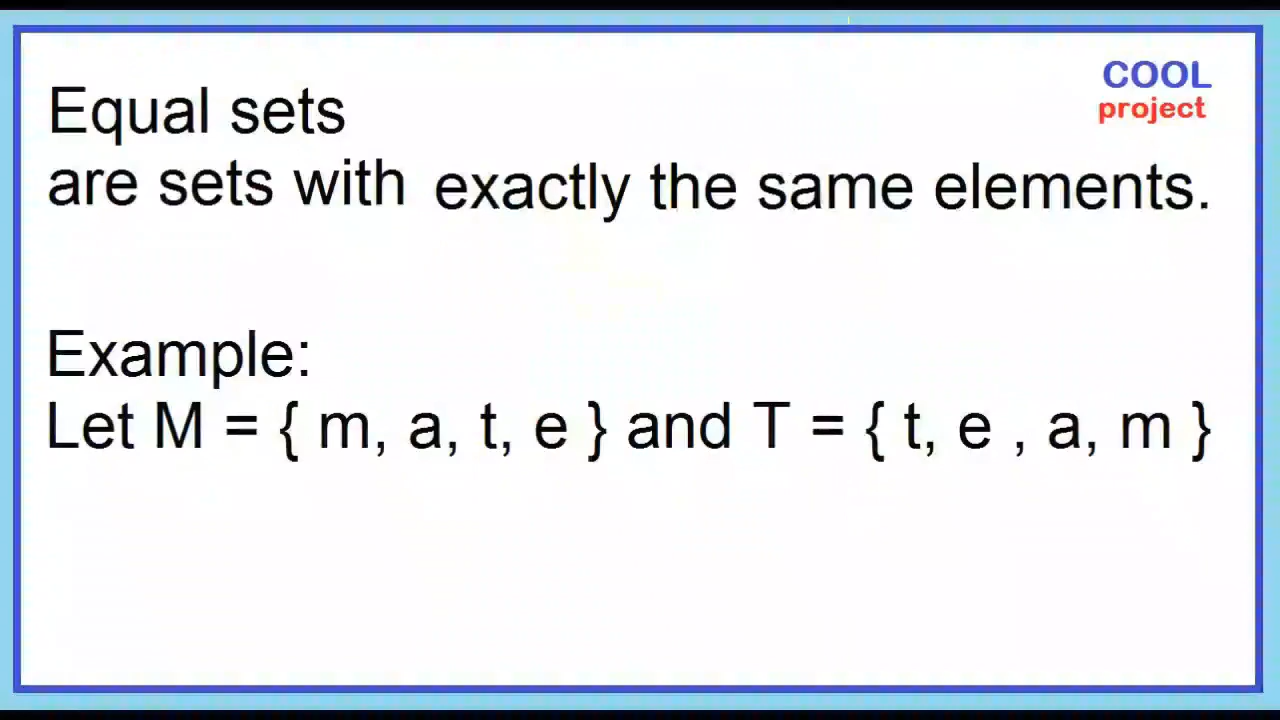 COOL
project
Equal sets
are sets with exactly the same elements.
Example:
Let M = { m, a, t, e } and T = { t, e , a, m }